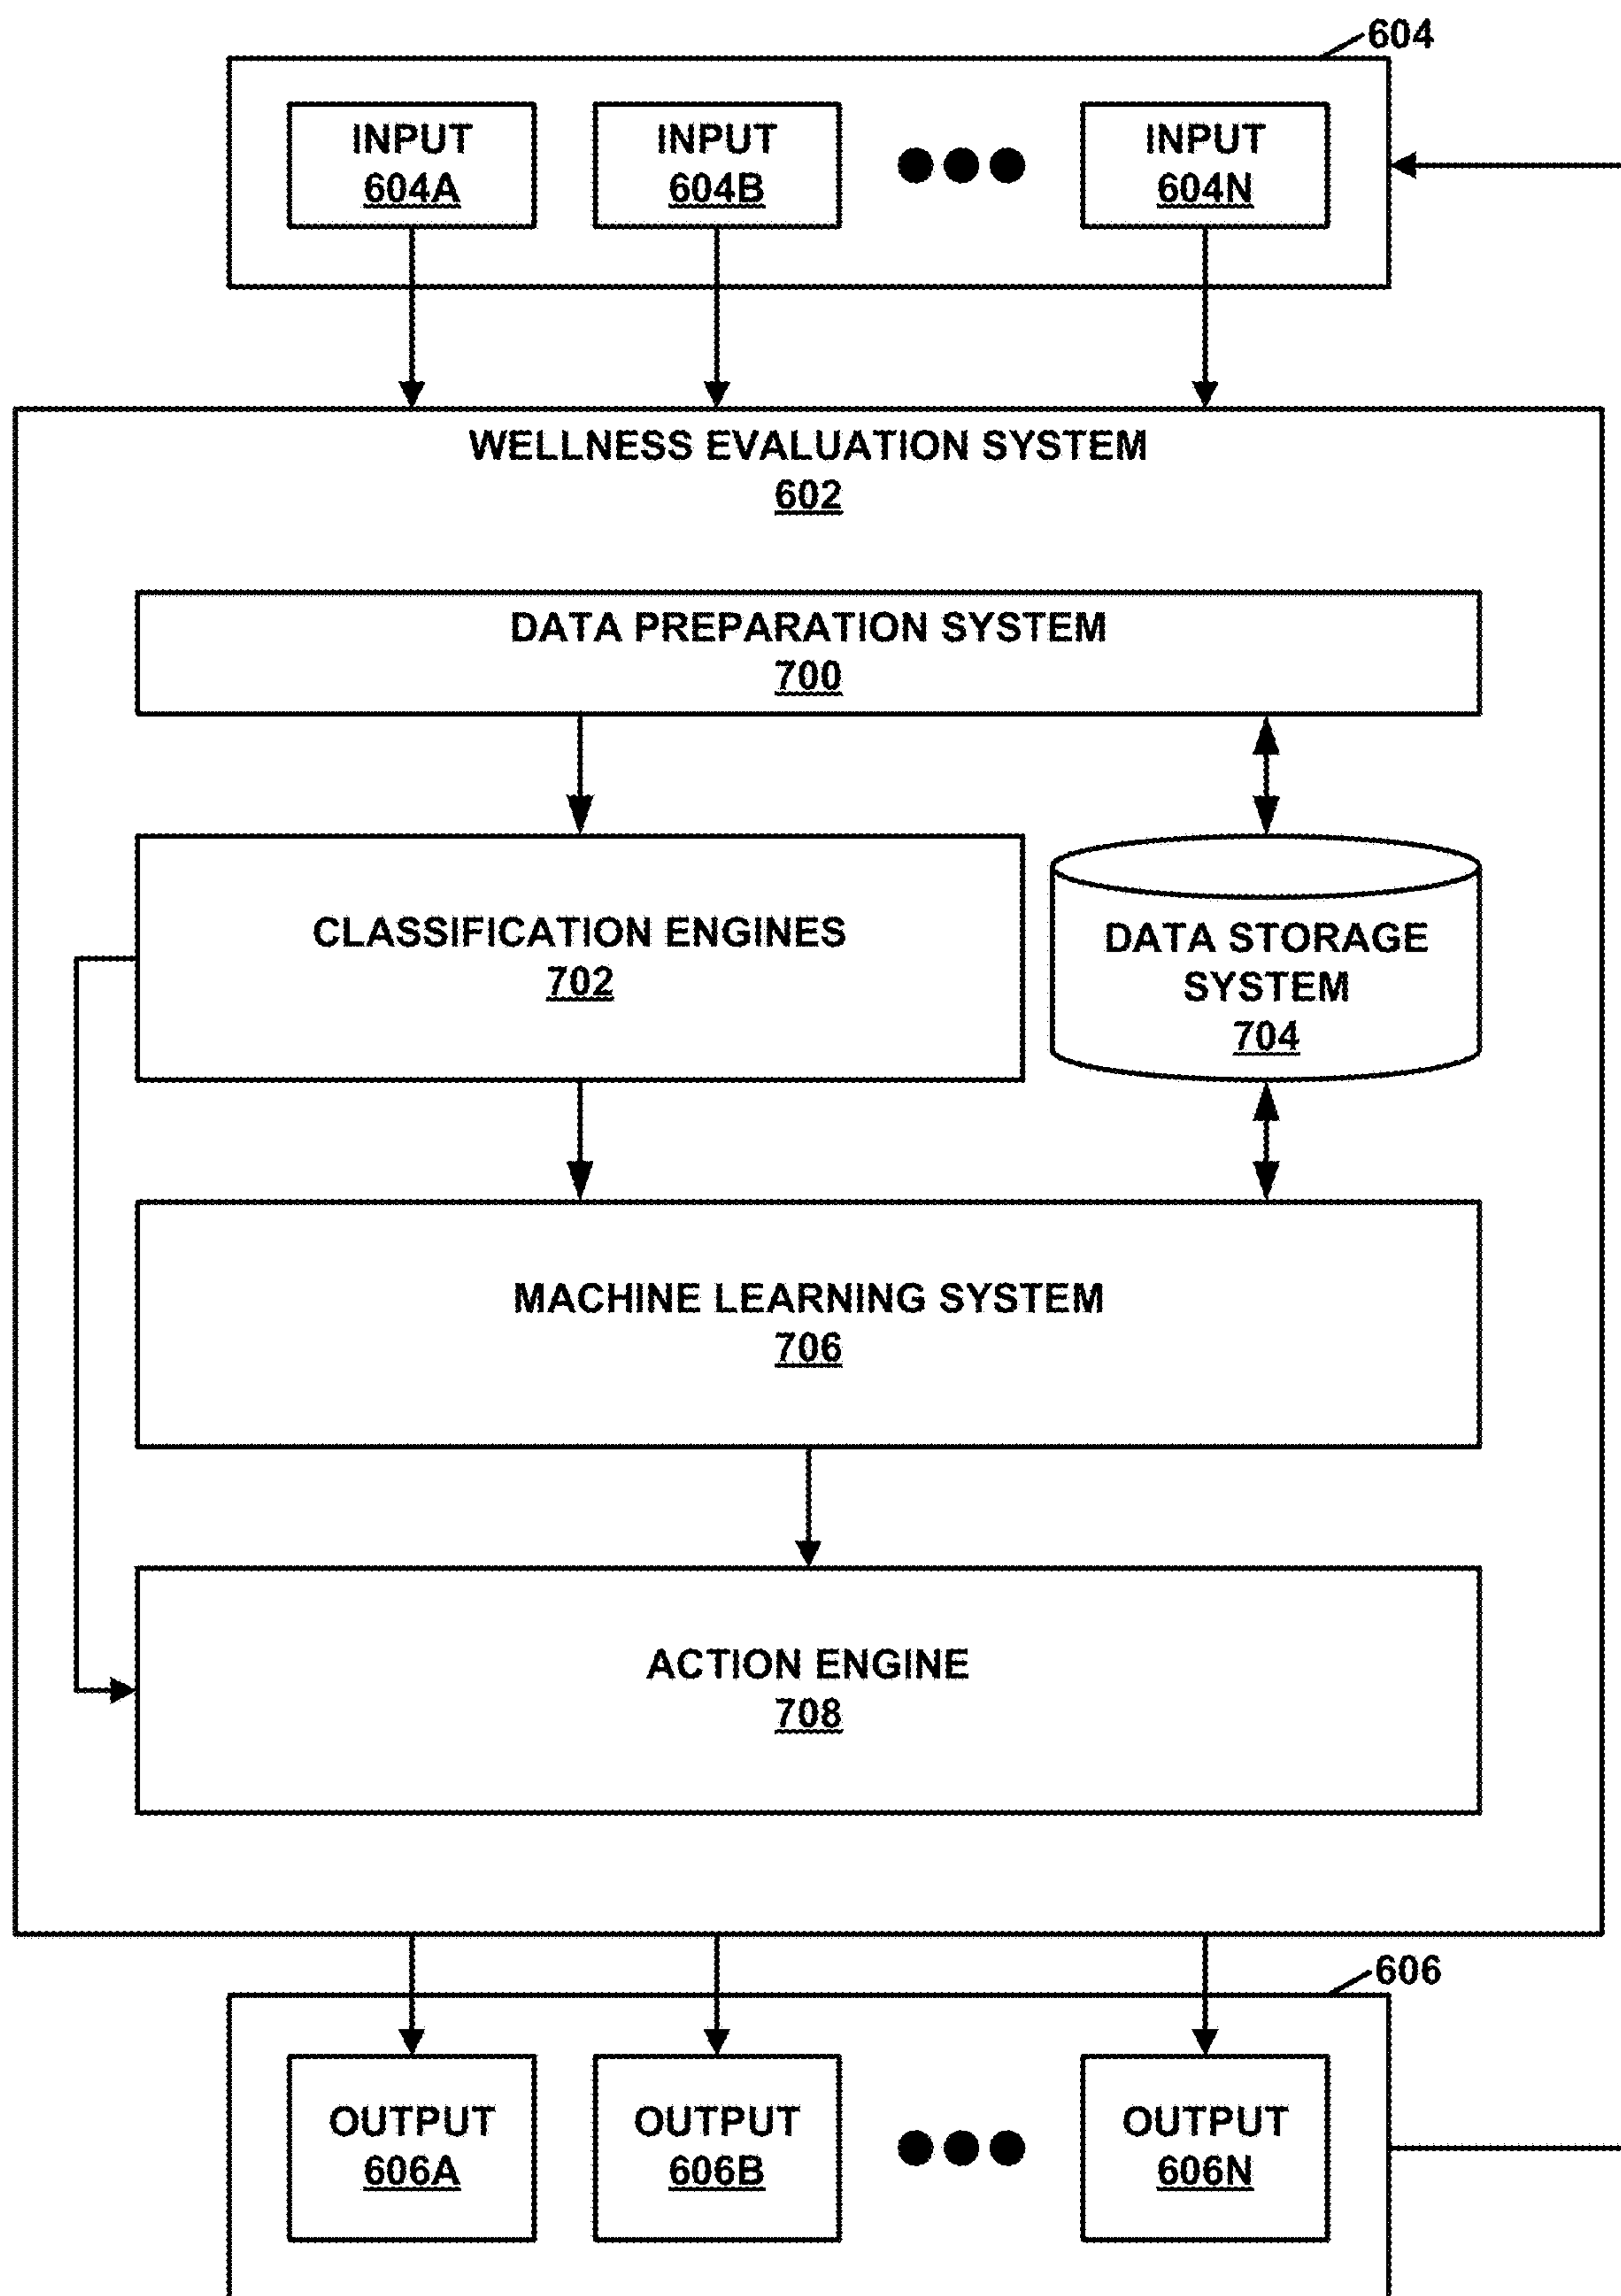 604
INPUT
604A
INPUT
604B
INPUT
604N
WELLNESS EVALUATION SYSTEM
602
DATA PREPARATION SYSTEM
700
CLASSIFICATION ENGINES
702
DATA STORAGE
SYSTEM
704
MACHINE LEARNING SYSTEM
706
ACTION ENGINE
708
606
OUTPUT
606A
OUTPUT
606B
OUTPUT
606N